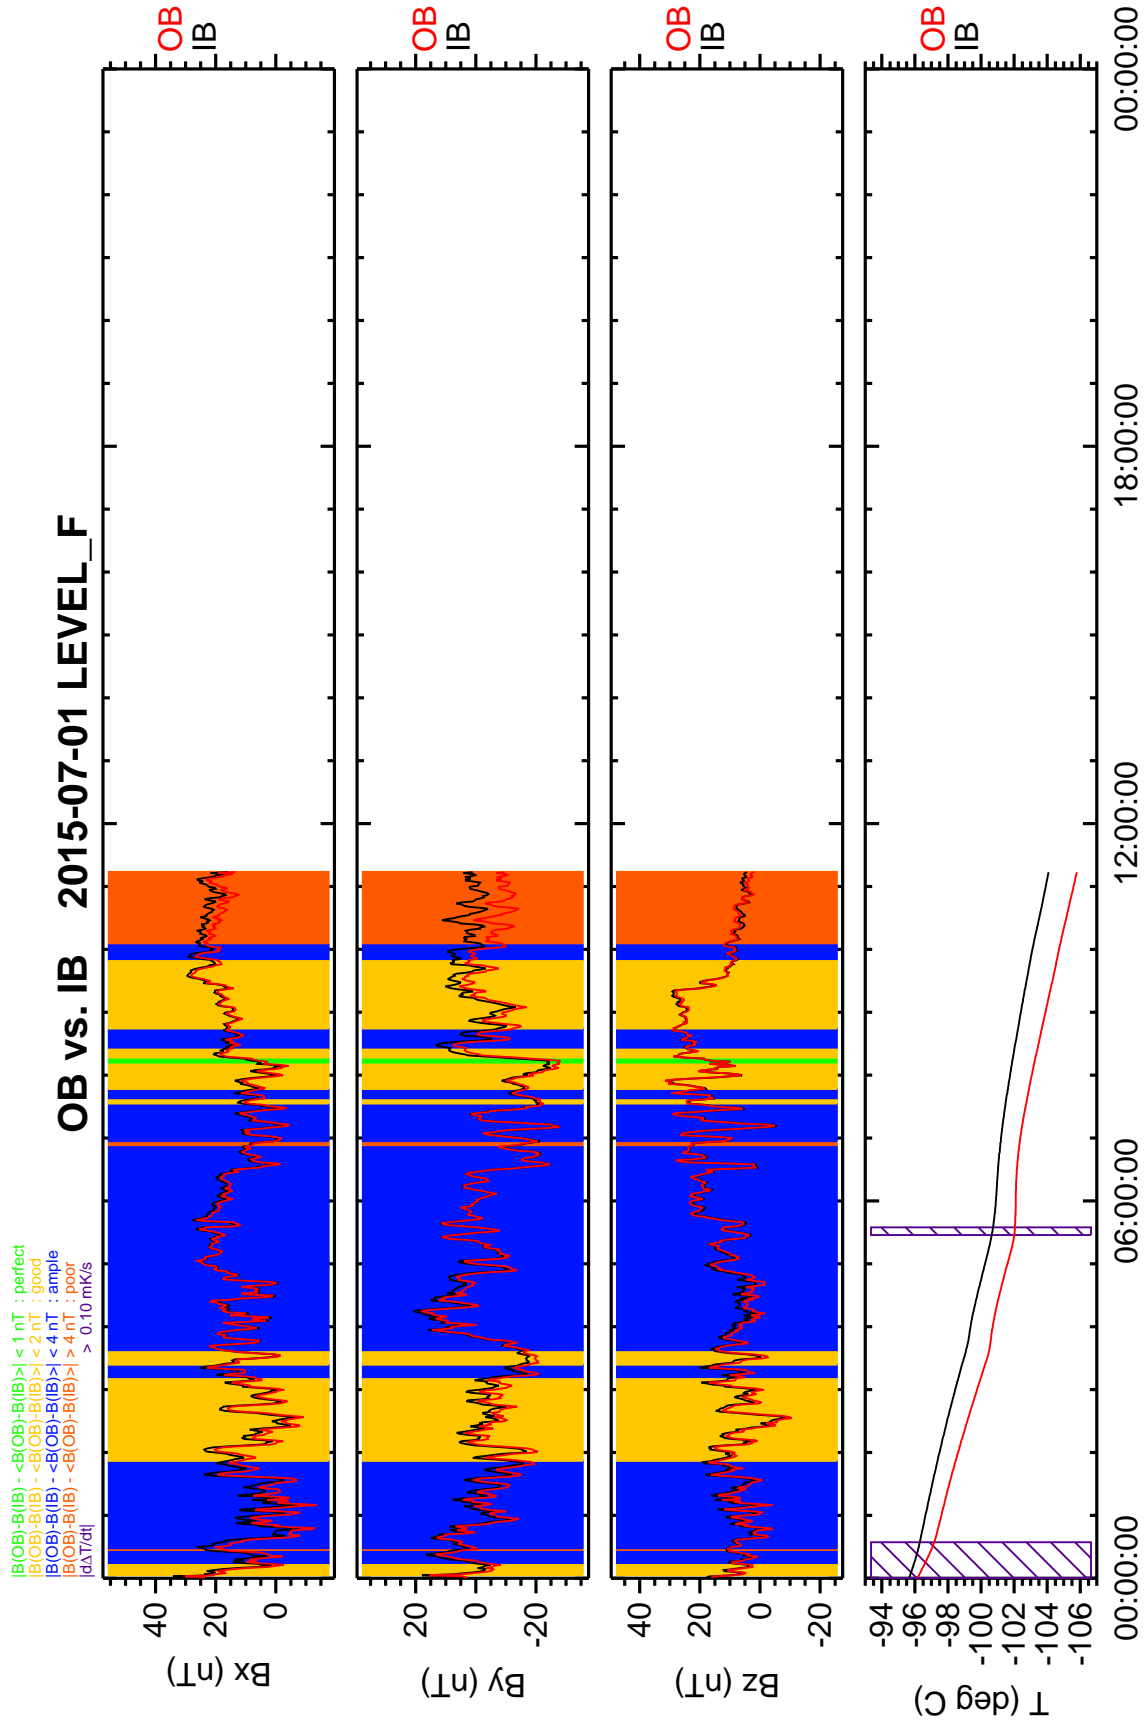 OB vs. IB 2015-07-01 LEVEL_F
|B(OB)-B(IB) - <B(OB)-B(IB)>| < 1 nT : perfect
|B(OB)-B(IB) - <B(OB)-B(IB)>| < 2 nT : good
|B(OB)-B(IB) - <B(OB)-B(IB)>| < 4 nT : ample
|B(OB)-B(IB) - <B(OB)-B(IB)>| > 4 nT : poor
|dΔT/dt| > 0.10 mK/s
Bx (nT)
40
20
0
OB
IB
By (nT)
20
0
-20
OB
IB
Bz (nT)
40
20
0
-20
OB
IB
T (deg C)
-94
-96
-98
-100
-102
-104
-106
OB
IB
00:00:00
06:00:00
12:00:00
18:00:00
00:00:00